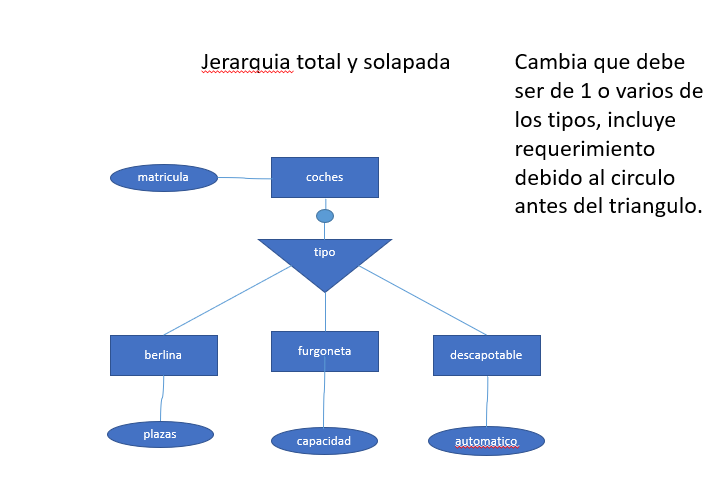 Jerarquia total y solapada
Cambia que debe
ser de 1 o varios de
los tipos, incluye
requerimiento
debido al circulo
antes del triangulo.
matricula
coches
tipo
berlina
furgoneta
descapotable
plazas
capacidad
automatico